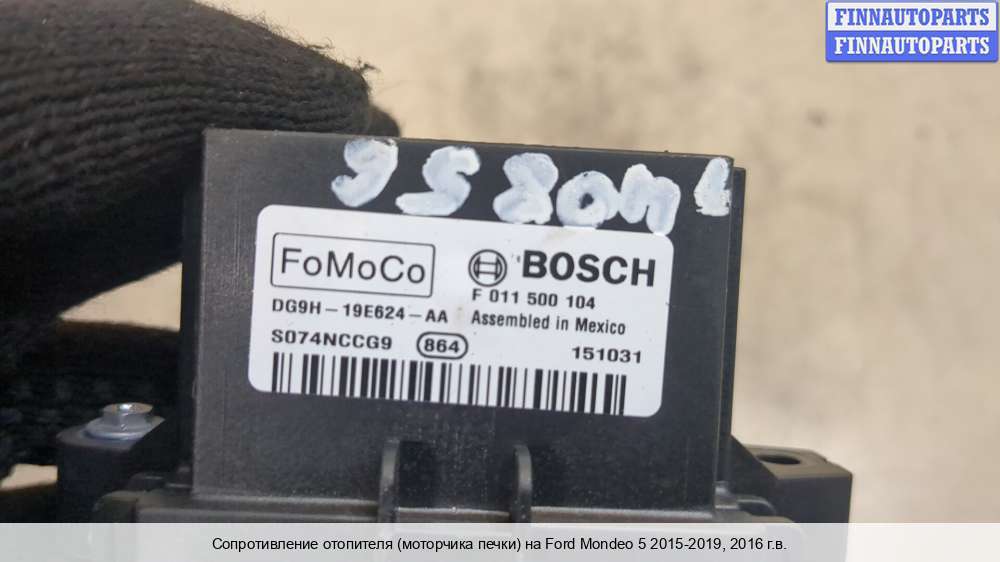 FINNAUTOPARTS
FINNAUTOPARTS
FoMoCo
BOSCH
F 011 500 104
DG9H-19E624-AA
Assembled in Mexico
S074NCCG9
864
151031
Сопротивление отопителя (моторчика печки) на Ford Mondeo 5 2015-2019, 2016 г.в.